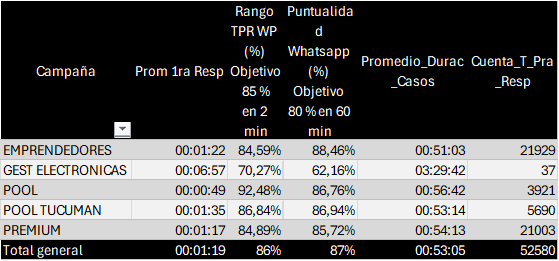 Campaña Prom 1ra Resp Rango TPR WP (%) Objetivo 85 % en 2 min Puntualidad Whatsapp (%) Objetivo 80 % en 60 min Promedio_Durac_Casos Cuenta_T_Pra_Resp
EMPRENDEDORES 00:01:22 84,59% 88,46% 00:51:03 21929
GEST ELECTRONICAS 00:06:57 70,27% 62,16% 03:29:42 37
POOL 00:00:49 92,48% 86,76% 00:56:42 3921
POOL TUCUMAN 00:01:35 86,84% 86,94% 00:53:14 5690
PREMIUM 00:01:17 84,89% 85,72% 00:54:13 21003
Total general 00:01:19 86% 87% 00:53:05 52580